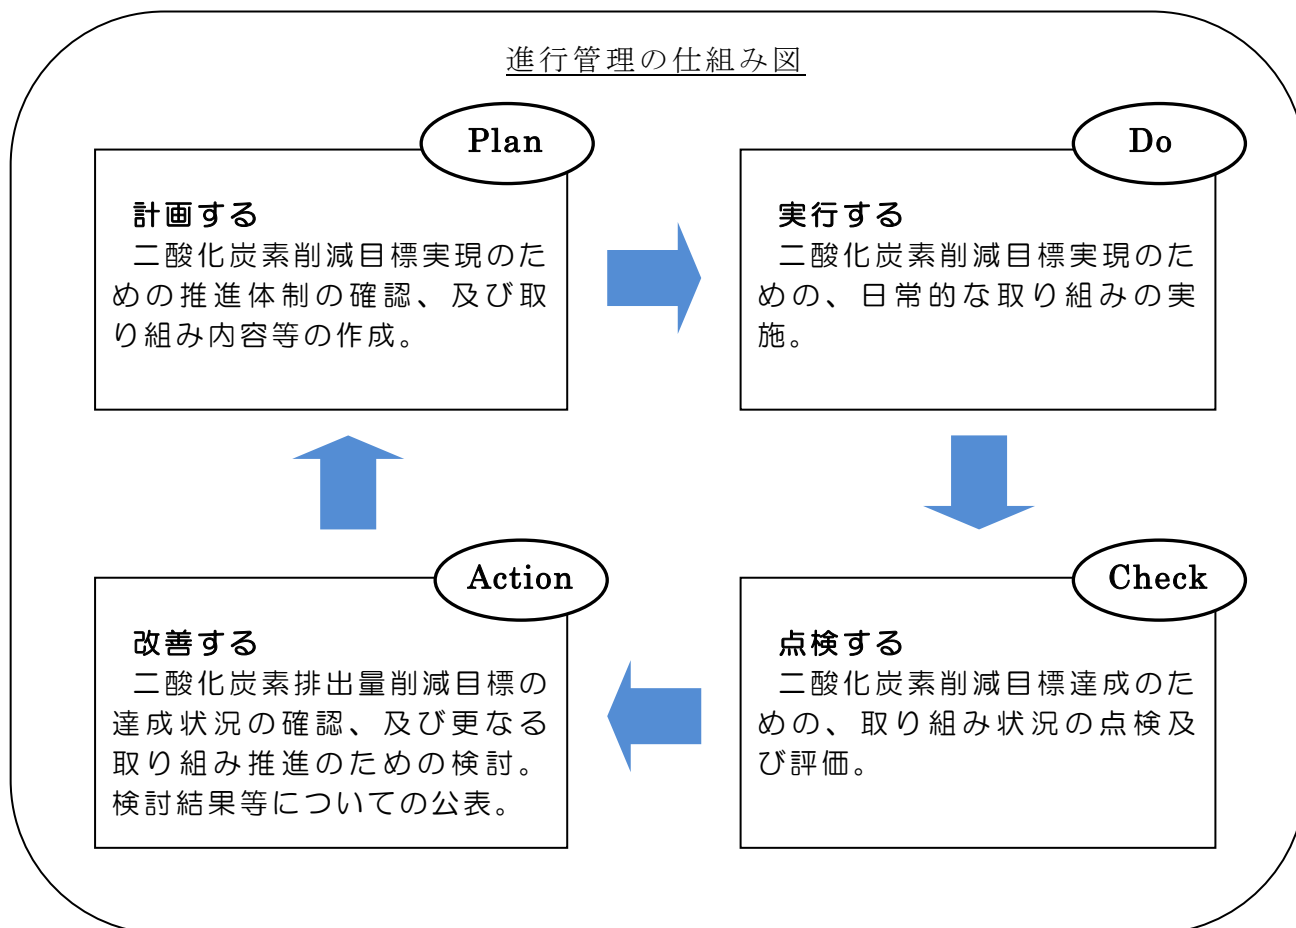 進行管理の仕組み図
Plan
計画する
二酸化炭素削減目標実現のた
めの推進体制の確認、及び取
り組み内容等の作成。
Do
実行する
二酸化炭素削減目標実現のた
めの、日常的な取り組みの実
施。
Action
改善する
二酸化炭素排出量削減目標の
達成状況の確認、及び更なる
取り組み推進のための検討。
検討結果等についての公表。
Check
点検する
二酸化炭素削減目標達成のた
めの、取り組み状況の点検及
び評価。